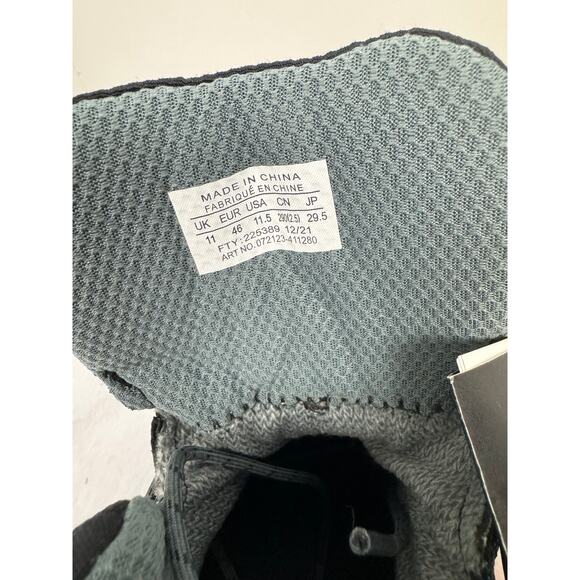 MADE IN CHINA
FABRIQUÉ EN CHINE
UK EUR USA CN JP
11 46 11.5 290(2.5) 29.5
FTY: 225389 12/21
ART NO.072123-411280